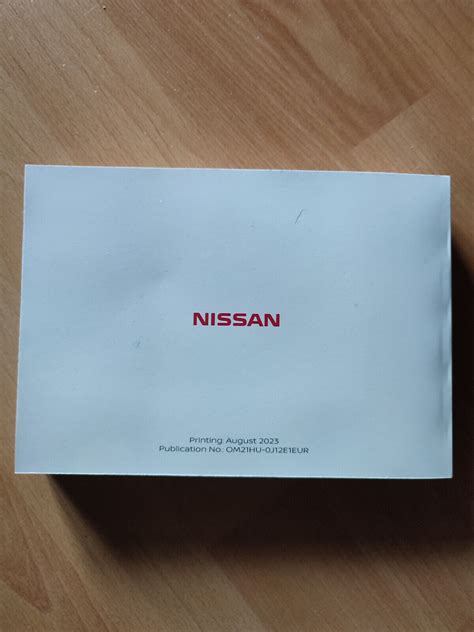 NISSAN
Printing: August 2023
Publication No.: OM21HU-0J12E1EUR